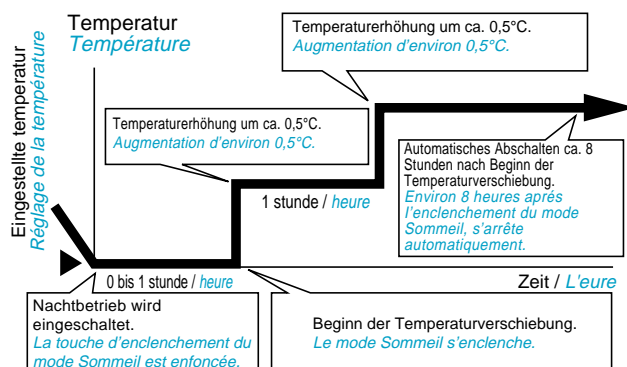 Temperatur
Température
Eingestellte temperatur
Réglage de la température
Temperaturerhöhung um ca. 0,5°C.
Augmentation d'environ 0,5°C.
Temperaturerhöhung um ca. 0,5°C.
Augmentation d'environ 0,5°C.
Automatisches Abschalten ca. 8
Stunden nach Beginn der
Temperaturverschiebung.
Environ 8 heures aprés
l'enclenchement du mode
Sommeil, s'arrête
automatiquement.
1 stunde / heure
0 bis 1 stunde / heure
Zeit / L'eure
Nachtbetrieb wird
eingeschaltet.
La touche d'enclenchement du
mode Sommeil est enfoncée.
Beginn der Temperaturverschiebung.
Le mode Sommeil s'enclenche.